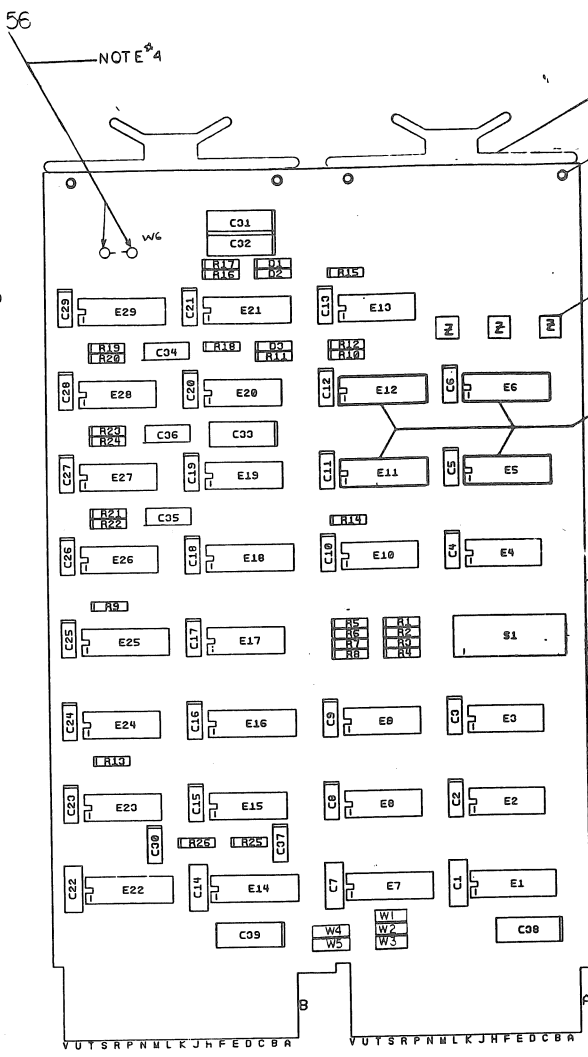 56
NOTE #4
W6
C31
C32
R17 D1
R16 D2
R15
C29 E29 C21 E21 C13 E13
R19 C34 R18 D3 R12
R20 R11 R10
C28 E28 C20 E20 C12 E12 C6 E6
R23 C36 C33
R24
C27 E27 C19 E19 C11 E11 C5 E5
R21 C35 R14
R22
C26 E26 C18 E18 C10 E10 C4 E4
R9
R5 R1
R6 R2
R7 R3
R8 R4
C25 E25 C17 E17 S1
C24 E24 C16 E16 C9 E8 C3 E3
R13
C23 E23 C15 E15 C8 E8 C2 E2
C30 R26 R25 C37
C22 E22 C14 E14 C7 E7 C1 E1
C39 W4 W1 C38
W5 W2
W3
B A
V U T S R P N M L K J H F E D C B A V U T S R P N M L K J H F E D C B A